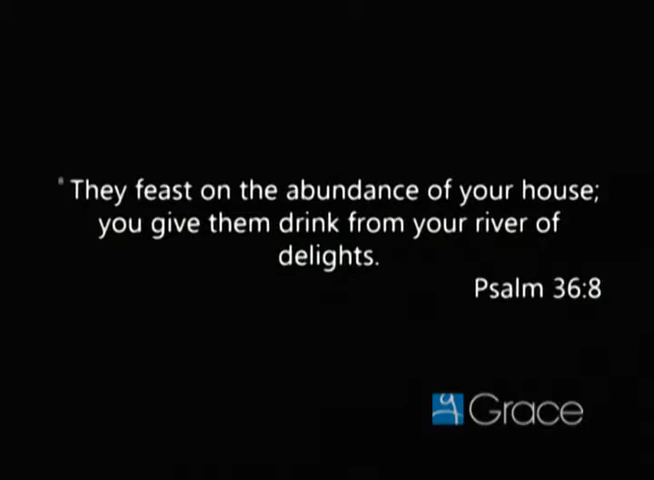 They feast on the abundance of your house;
you give them drink from your river of
delights.
Psalm 36:8
Grace